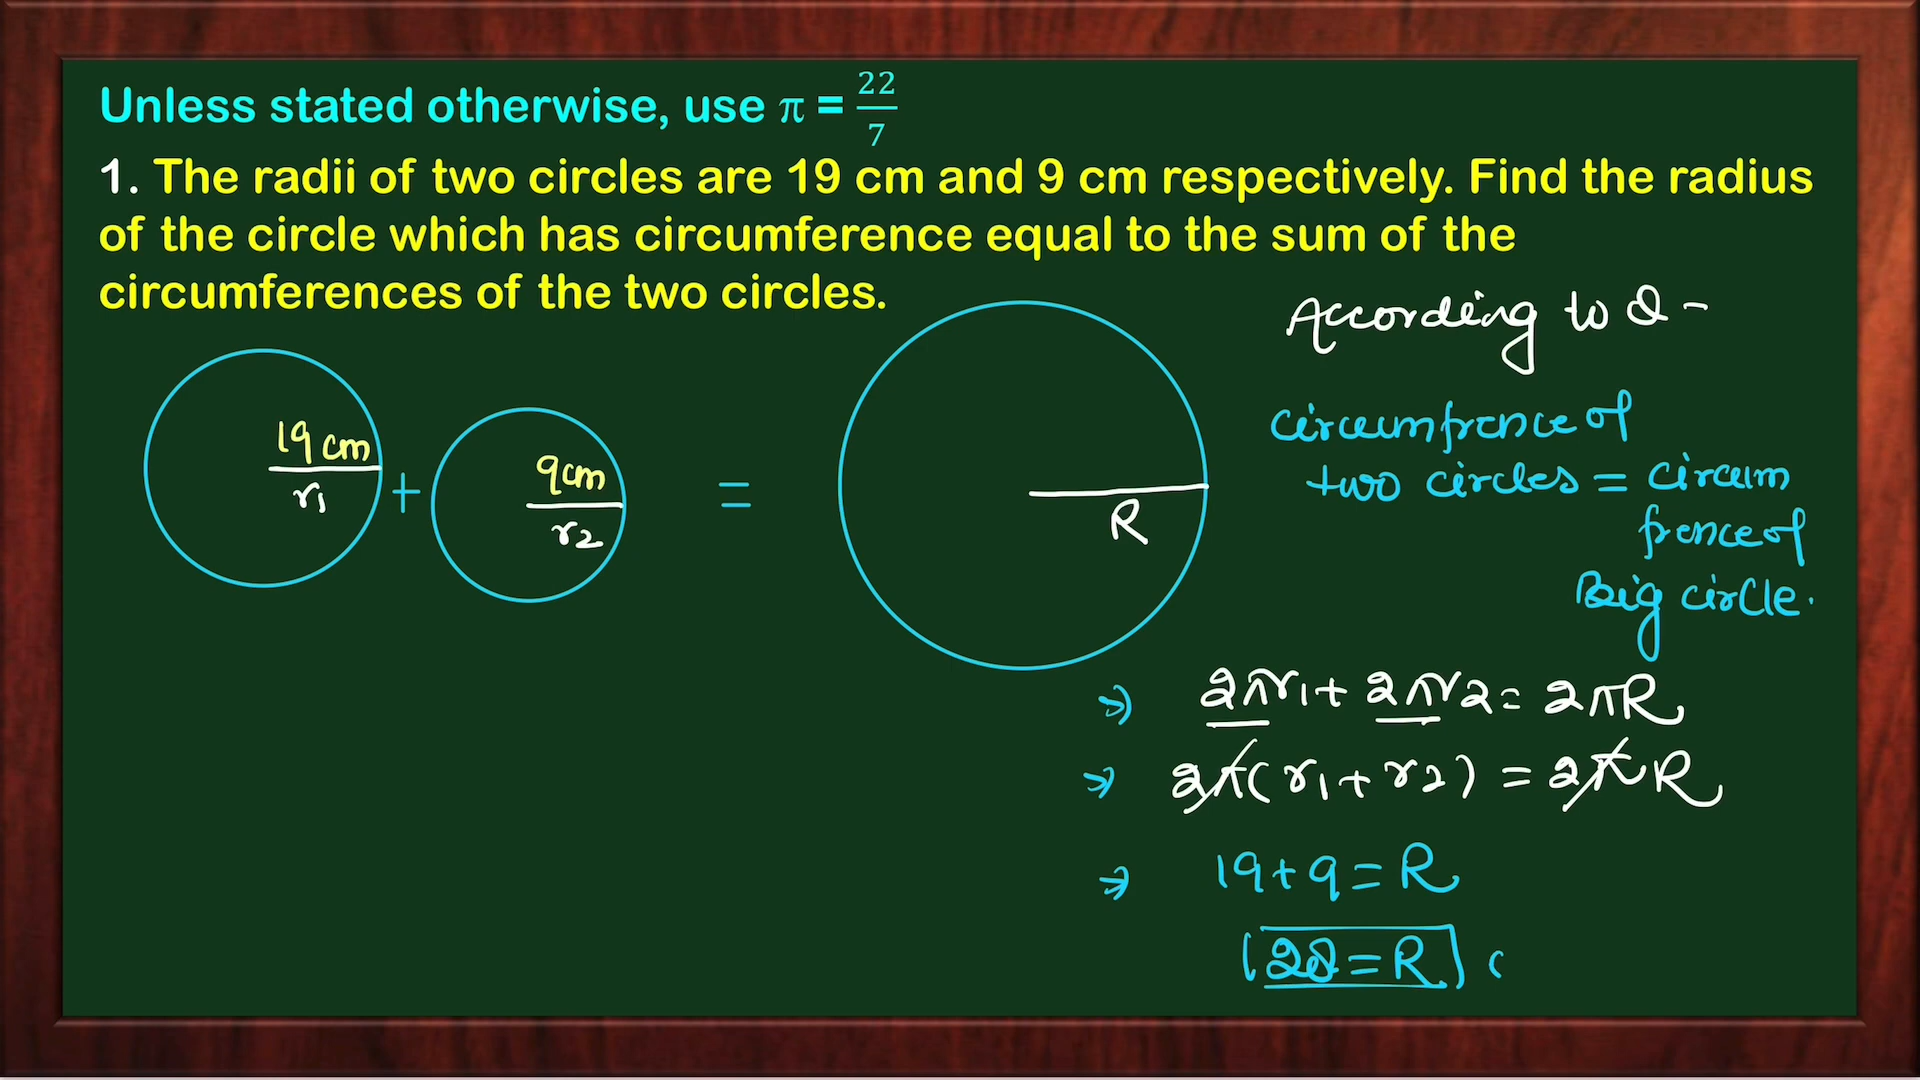 Unless stated otherwise, use π = 22/7
1. The radii of two circles are 19 cm and 9 cm respectively. Find the radius
of the circle which has circumference equal to the sum of the
circumferences of the two circles.
According to Q -
19 cm
r1
+
9cm
r2
=
R
circumfrence of
two circles = circum
frence of
Big circle.
⇒ 2πr1 + 2πr2 = 2πR
⇒ 2π(r1 + r2) = 2πR
⇒ 19+9 = R
28 = R c